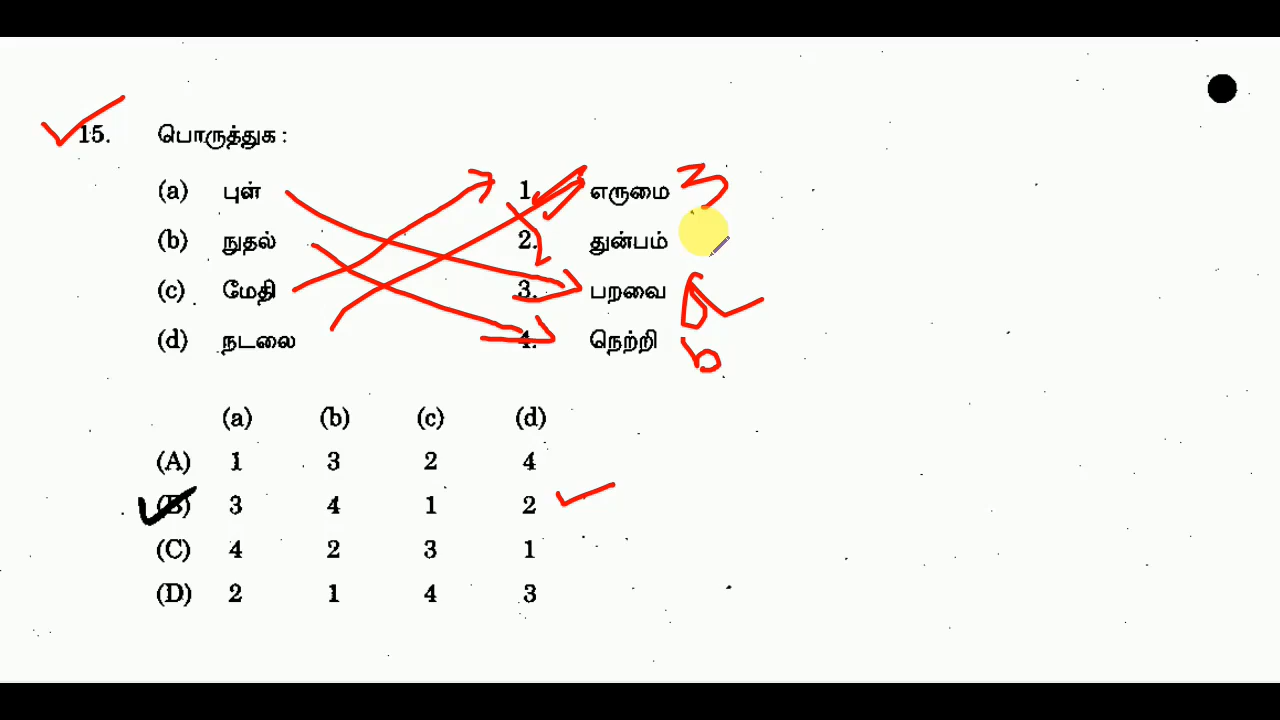 15. பொருத்துக :
(a) புள் 1. எருமை 3
(b) நுதல் 2. துன்பம்
(c) மேதி 3. பறவை
(d) நடலை 4. நெற்றி b
(a) (b) (c) (d)
(A) 1 3 2 4
(B) 3 4 1 2
(C) 4 2 3 1
(D) 2 1 4 3